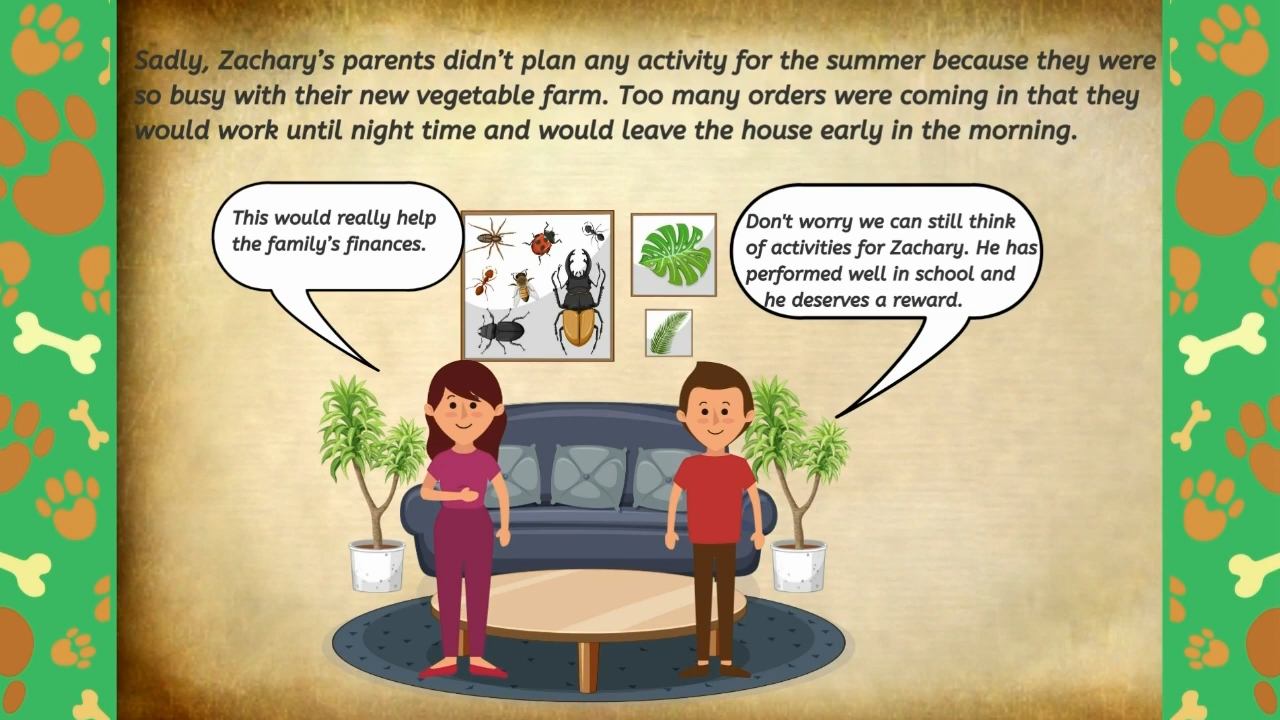 Sadly, Zachary’s parents didn’t plan any activity for the summer because they were
so busy with their new vegetable farm. Too many orders were coming in that they
would work until night time and would leave the house early in the morning.
This would really help
the family’s finances.
Don't worry we can still think
of activities for Zachary. He has
performed well in school and
he deserves a reward.